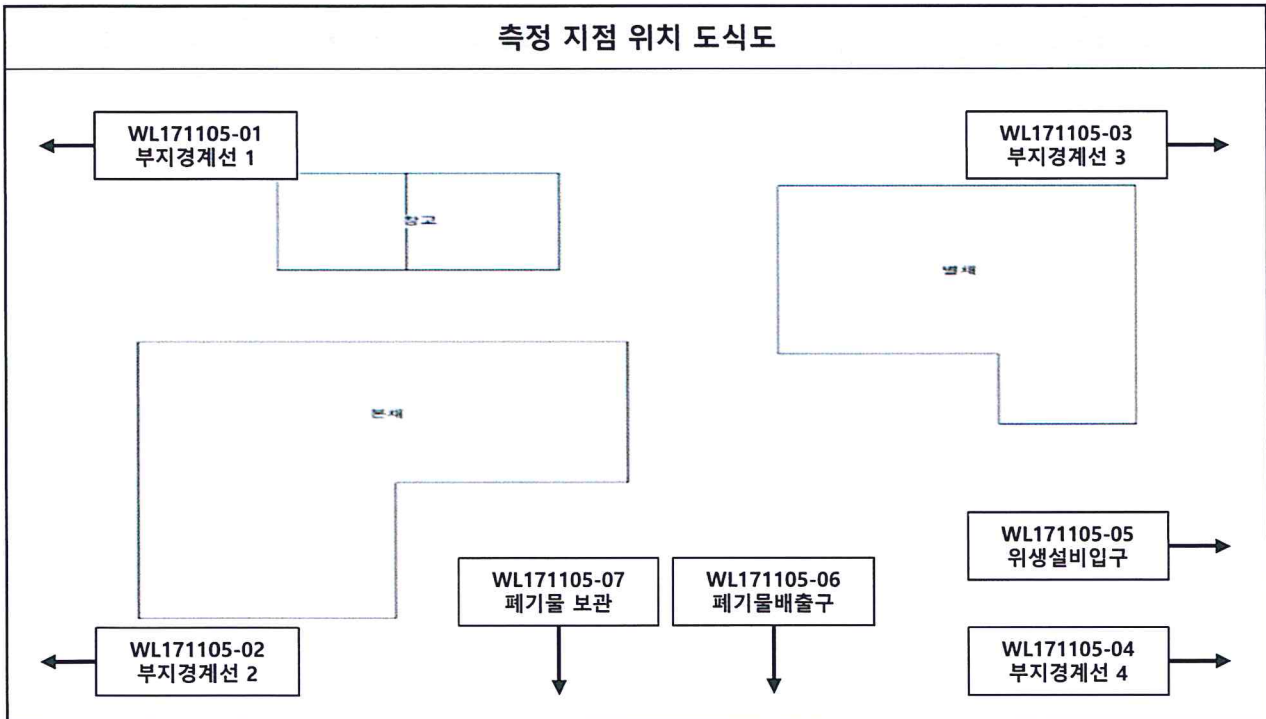 측정 지점 위치 도식도
WL171105-01
부지경계선 1
WL171105-03
부지경계선 3
창고
별채
본채
WL171105-05
위생설비입구
WL171105-07
폐기물 보관
WL171105-06
폐기물배출구
WL171105-02
부지경계선 2
WL171105-04
부지경계선 4